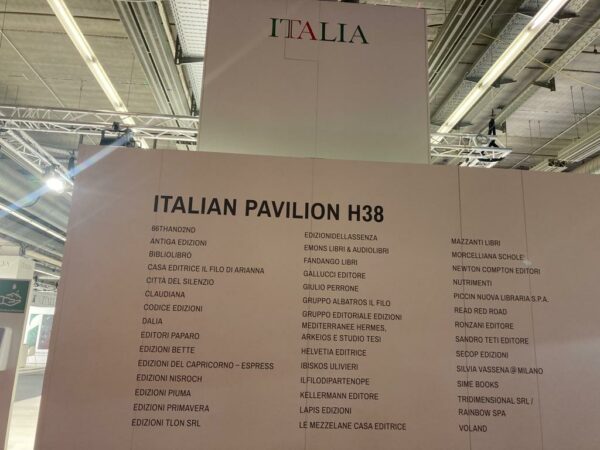 ITALIA
ITALIAN PAVILION H38
66THAND2ND
ANTIGA EDIZIONI
BIBLIOLIBRÒ
CASA EDITRICE IL FILO DI ARIANNA
CITTÀ DEL SILENZIO
CLAUDIANA
CODICE EDIZIONI
DALIA
EDITORI PAPARO
EDIZIONI BETTE
EDIZIONI DEL CAPRICORNO – ESPRESS
EDIZIONI NISROCH
EDIZIONI PIUMA
EDIZIONI PRIMAVERA
EDIZIONI TLON SRL
EDIZIONIDELLASSENZA
EMONS LIBRI & AUDIOLIBRI
FANDANGO LIBRI
GALLUCCI EDITORE
GIULIO PERRONE
GRUPPO ALBATROS IL FILO
GRUPPO EDITORIALE EDIZIONI
MEDITERRANEE HERMES,
ARKEIOS E STUDIO TESI
HELVETIA EDITRICE
IBISKOS ULIVIERI
ILFILODIPARTENOPE
KELLERMANN EDITORE
LAPIS EDIZIONI
LE MEZZELANE CASA EDITRICE
MAZZANTI LIBRI
MORCELLIANA SCHOLÉ
NEWTON COMPTON EDITORI
NUTRIMENTI
PICCIN NUOVA LIBRARIA S.P.A.
READ RED ROAD
RONZANI EDITORE
SANDRO TETI EDITORE
SECOP EDIZIONI
SILVIA VASSENA@MILANO
SIME BOOKS
TRIDIMENSIONAL SRL /
RAINBOW SPA
VOLAND